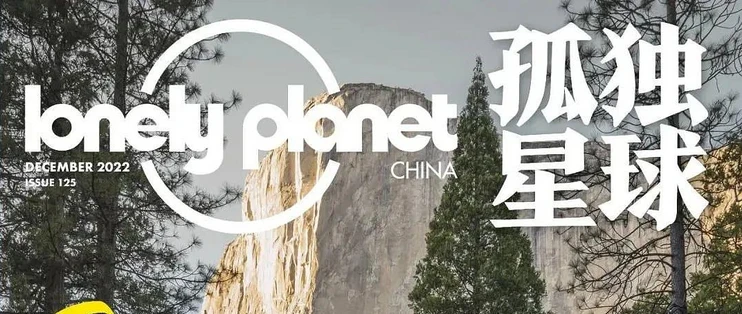 lonely planet
DECEMBER 2022
ISSUE 125
CHINA
孤独
星球